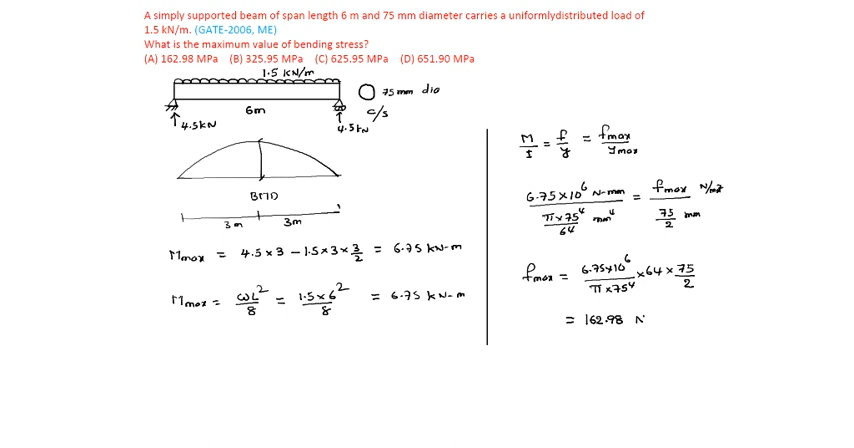 A simply supported beam of span length 6 m and 75 mm diameter carries a uniformlydistributed load of
1.5 kN/m. (GATE-2006, ME)
What is the maximum value of bending stress?
(A) 162.98 MPa (B) 325.95 MPa (C) 625.95 MPa (D) 651.90 MPa
1.5 KN/m
75 mm dia
6m
c/s
4.5kN
4.5kN
BMD
3m 3m
Mmax = 4.5 x 3 - 1.5 x 3 x 3/2 = 6.75 kN-m
Mmax = ωL²/8 = 1.5 x 6²/8 = 6.75 kN-m
M/I = f/y = fmax/ymax
6.75 x 10⁶ N-mm / (π x 75⁴/64 mm⁴) = fmax N/mm² / (75/2 mm)
fmax = 6.75x10⁶/(π x 75⁴) x 64 x 75/2
= 162.98 N